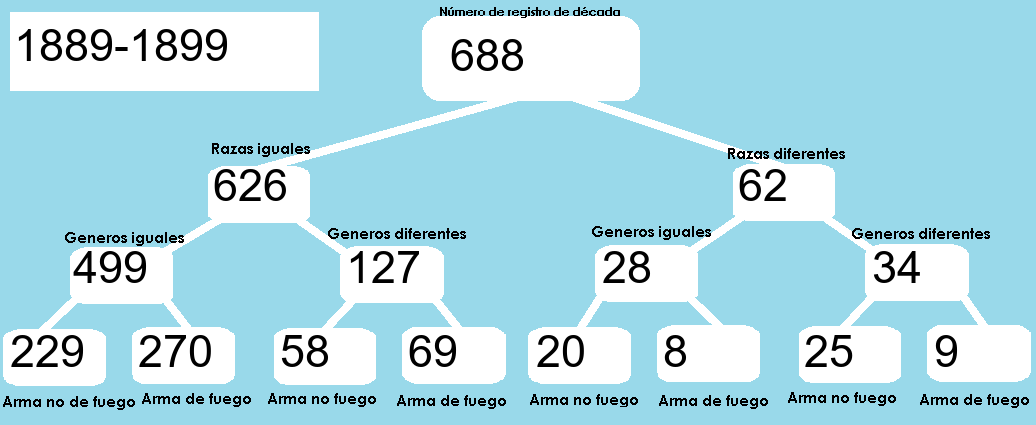 Número de registro de década
1889-1899
688
Razas iguales
Razas diferentes
626
62
Generos iguales
Generos diferentes
Generos iguales
Generos diferentes
499
127
28
34
229
270
58
69
20
8
25
9
Arma no de fuego
Arma de fuego
Arma no fuego
Arma de fuego
Arma no fuego
Arma de fuego
Arma no fuego
Arma de fuego